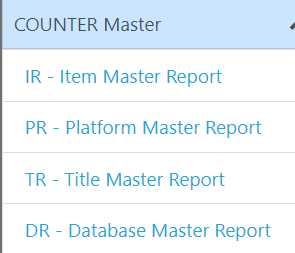 COUNTER Master
IR - Item Master Report
PR - Platform Master Report
TR - Title Master Report
DR - Database Master Report